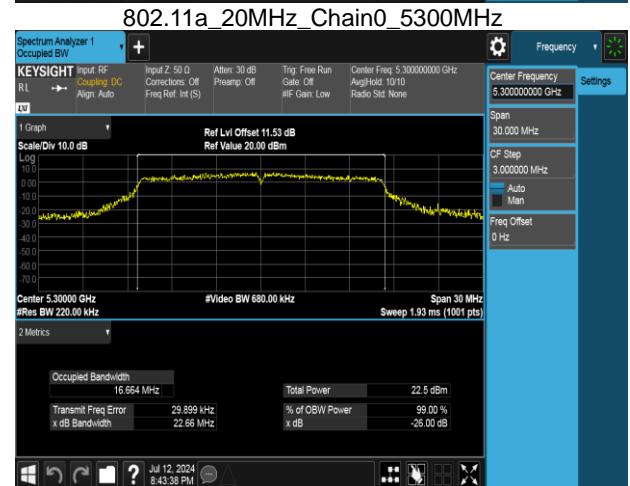 802.11a_20MHz_Chain0_5300MHz
Spectrum Analyzer 1
Occupied BW
+
Frequency
KEYSIGHT
RL
LXI
Input: RF
Coupling: DC
Align: Auto
Input Z: 50 Ω
Corrections: Off
Freq Ref: Int (S)
Atten: 30 dB
Preamp: Off
Trig: Free Run
Gate: Off
#IF Gain: Low
Center Freq: 5.300000000 GHz
Avg|Hold: 10/10
Radio Std: None
Center Frequency
5.300000000 GHz
Settings
Span
30.000 MHz
CF Step
3.000000 MHz
Auto
Man
Freq Offset
0 Hz
1 Graph
Scale/Div 10.0 dB
Ref Lvl Offset 11.53 dB
Ref Value 20.00 dBm
Log
10.0
0.00
-10.0
-20.0
-30.0
-40.0
-50.0
-60.0
-70.0
Center 5.30000 GHz
#Video BW 680.00 kHz
Span 30 MHz
#Res BW 220.00 kHz
Sweep 1.93 ms (1001 pts)
2 Metrics
Occupied Bandwidth
16.664 MHz
Total Power 22.5 dBm
Transmit Freq Error 29.899 kHz
% of OBW Power 99.00 %
x dB Bandwidth 22.66 MHz
x dB -26.00 dB
?
Jul 12, 2024
8:43:38 PM